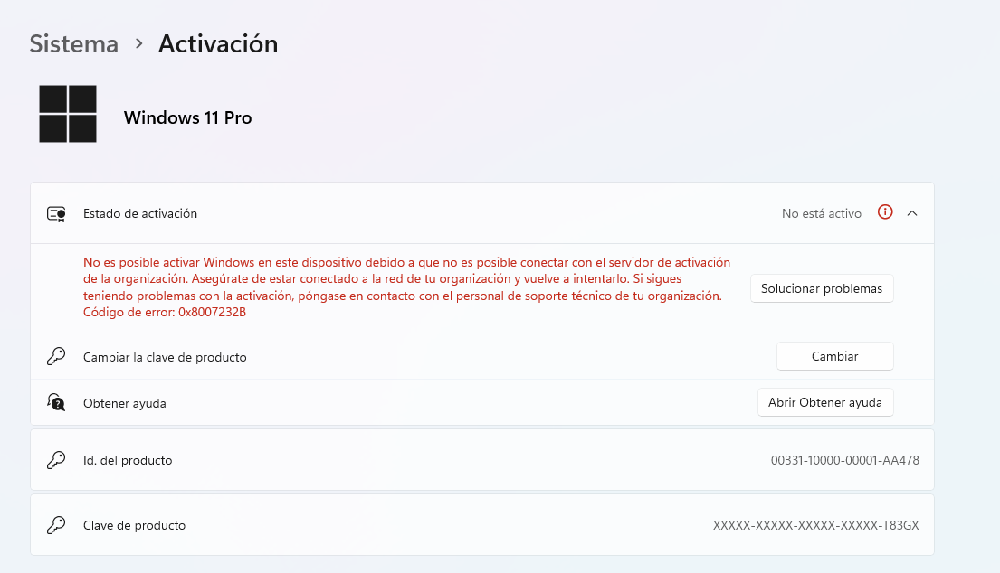 Sistema > Activación
Windows 11 Pro
Estado de activación
No está activo
No es posible activar Windows en este dispositivo debido a que no es posible conectar con el servidor de activación
de la organización. Asegúrate de estar conectado a la red de tu organización y vuelve a intentarlo. Si sigues
teniendo problemas con la activación, póngase en contacto con el personal de soporte técnico de tu organización.
Código de error: 0x8007232B
Solucionar problemas
Cambiar la clave de producto
Cambiar
Obtener ayuda
Abrir Obtener ayuda
Id. del producto
00331-10000-00001-AA478
Clave de producto
XXXXX-XXXXX-XXXXX-XXXXX-T83GX